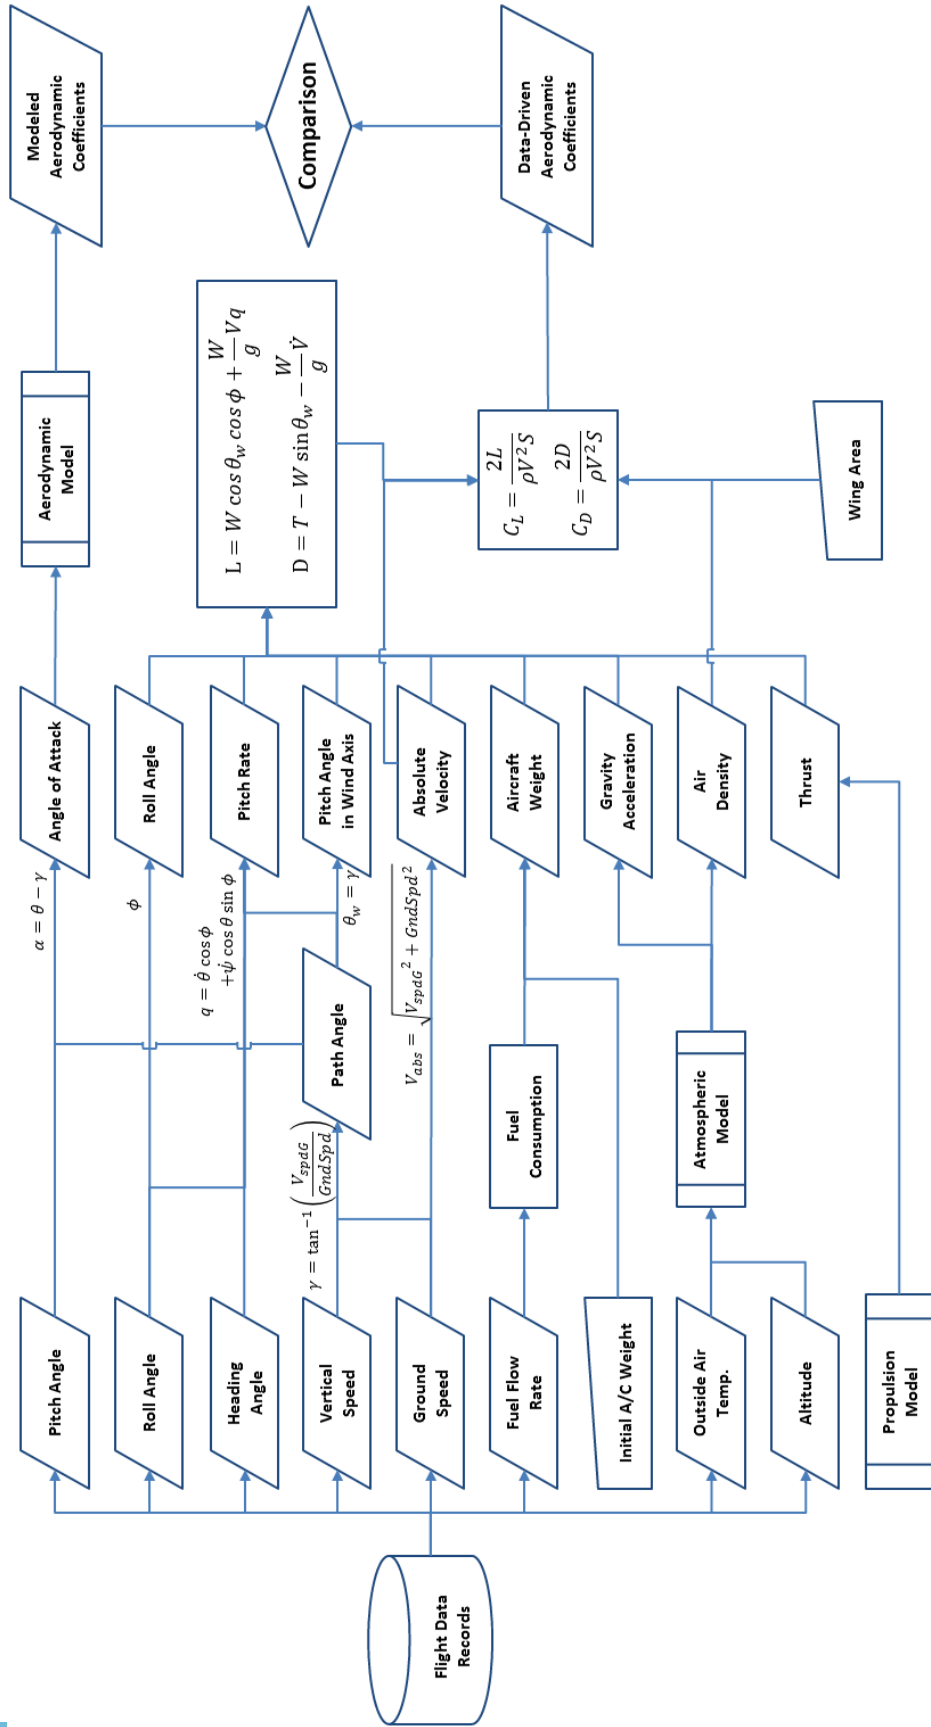 Flight Data
Records
Pitch Angle
Roll Angle
Heading
Angle
Vertical
Speed
Ground
Speed
Fuel Flow
Rate
Initial A/C Weight
Outside Air
Temp.
Altitude
Propulsion
Model
γ = tan⁻¹(V_spdG / GndSpd)
Path Angle
Fuel
Consumption
Atmospheric
Model
α = θ − γ
ϕ
q = θ̇ cos ϕ
+ψ̇ cos θ sin ϕ
θ_w = γ
V_abs = √(V_spdG² + GndSpd²)
Angle of Attack
Roll Angle
Pitch Rate
Pitch Angle
in Wind Axis
Absolute
Velocity
Aircraft
Weight
Gravity
Acceleration
Air
Density
Thrust
Aerodynamic
Model
L = W cos θ_w cos ϕ + (W/g)Vq
D = T − W sin θ_w − (W/g)V̇
C_L = 2L / ρV²S
C_D = 2D / ρV²S
Wing Area
Modeled
Aerodynamic
Coefficients
Comparison
Data-Driven
Aerodynamic
Coefficients